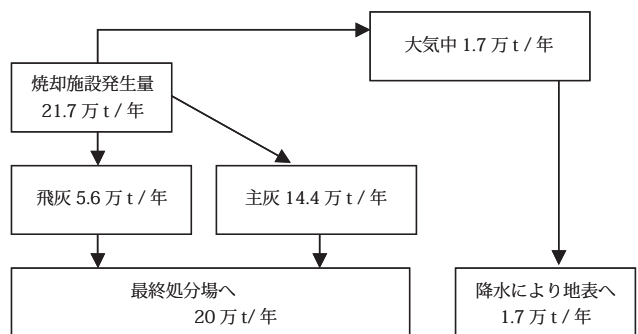 大気中 1.7 万 t / 年
焼却施設発生量
21.7 万 t / 年
飛灰 5.6 万 t / 年
主灰 14.4 万 t / 年
最終処分場へ
20 万 t/ 年
降水により地表へ
1.7 万 t / 年